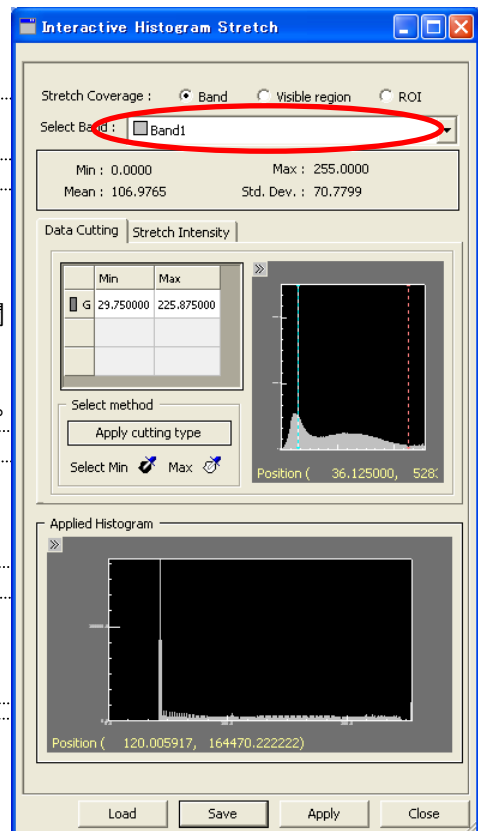 Interactive Histogram Stretch
Stretch Coverage : Band Visible region ROI
Select Band : Band1
Min : 0.0000 Max : 255.0000
Mean : 106.9765 Std. Dev. : 70.7799
Data Cutting Stretch Intensity
Min Max
G 29.750000 225.875000
Select method
Apply cutting type
Select Min Max
Position ( 36.125000, 528
Applied Histogram
Position ( 120.005917, 164470.222222)
Load Save Apply Close